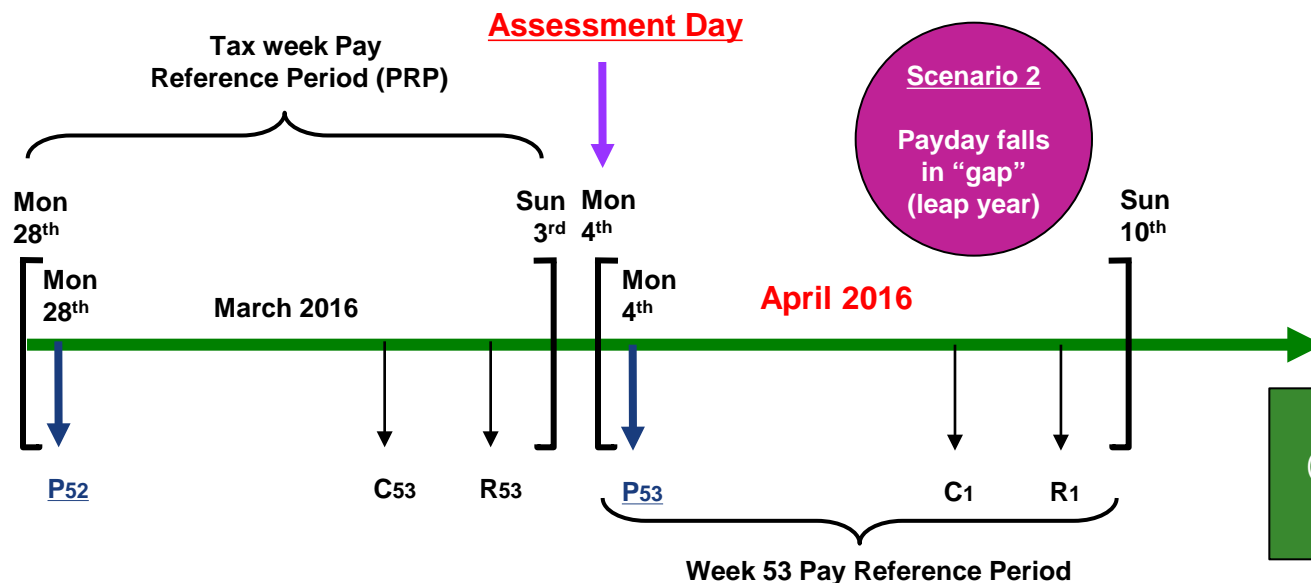 Assessment Day
Tax week Pay
Reference Period (PRP)
Scenario 2
Payday falls
in “gap”
(leap year)
Mon
28th
Sun
3rd
Mon
4th
Sun
10th
Mon
28th
March 2016
Mon
4th
April 2016
P52
C53
R53
P53
C1
R1
Week 53 Pay Reference Period